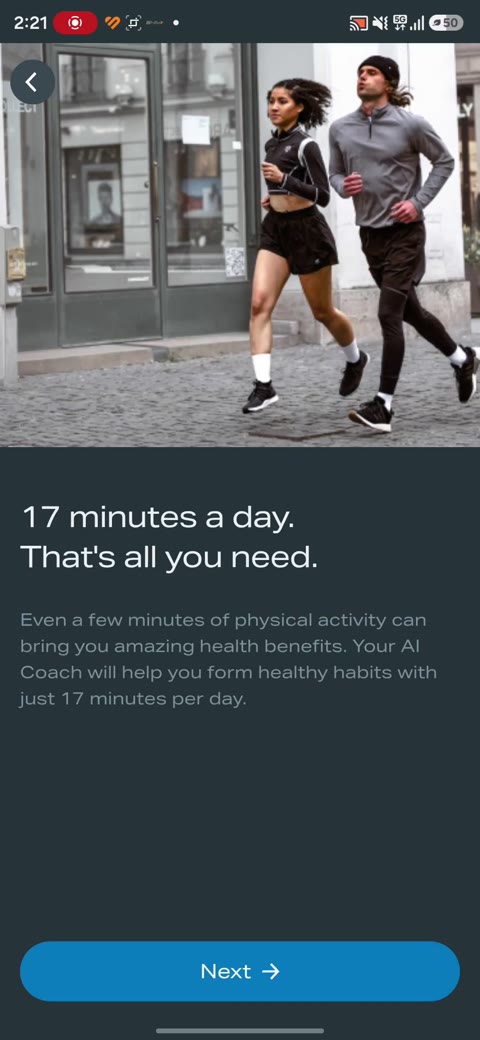 2:21
5G
50
17 minutes a day.
That's all you need.
Even a few minutes of physical activity can
bring you amazing health benefits. Your AI
Coach will help you form healthy habits with
just 17 minutes per day.
Next